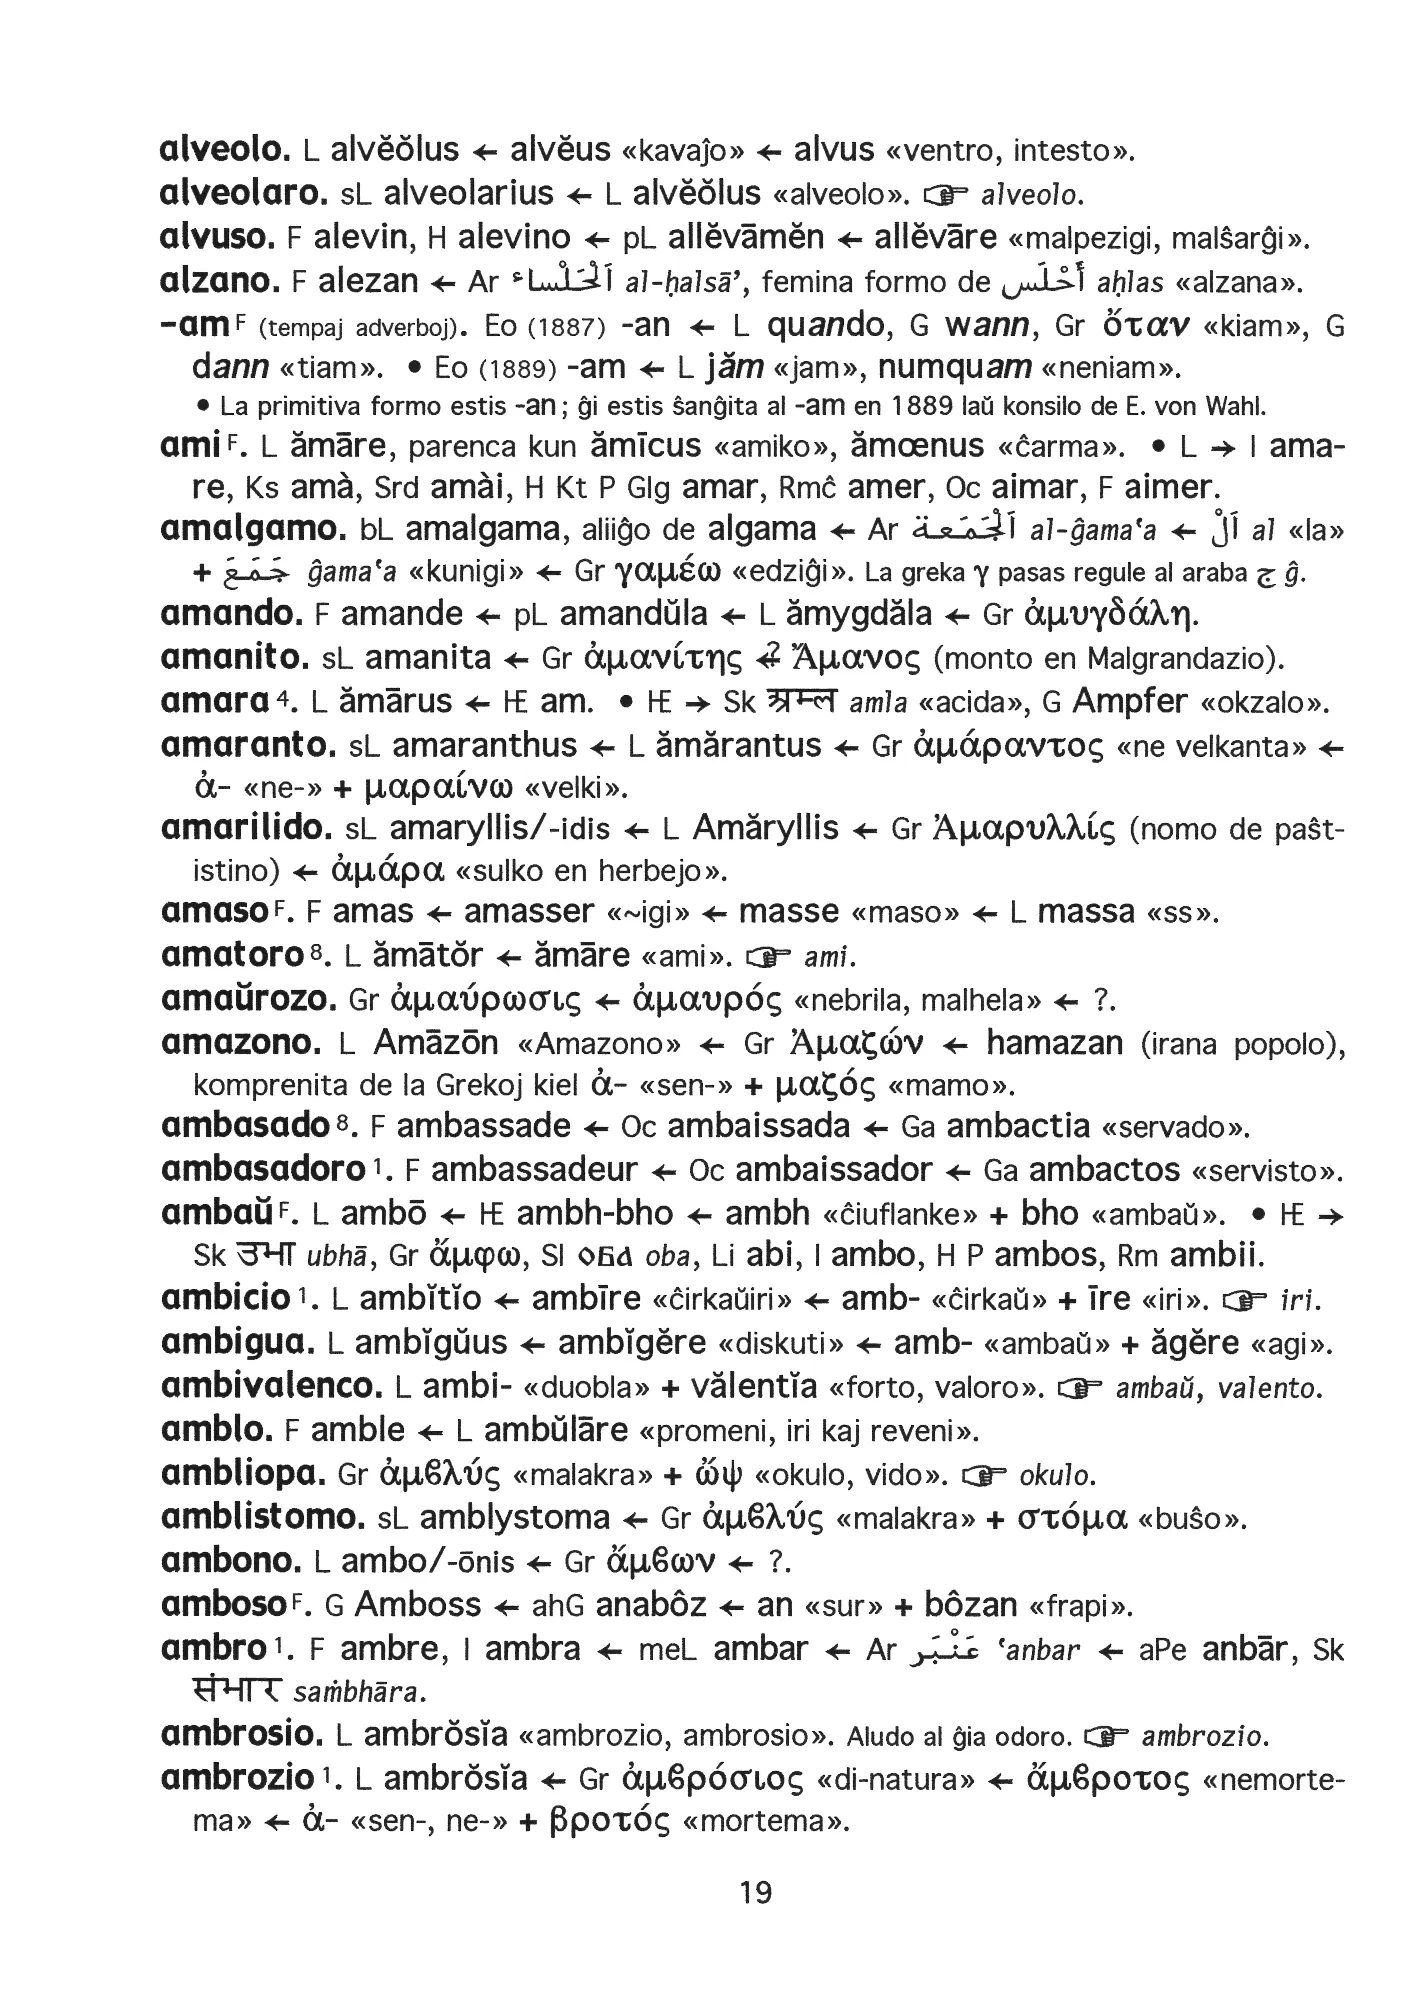 alveolo. L alvĕŏlus ← alvĕus «kavaĵo» ← alvus «ventro, intesto».
alveolaro. sL alveolarius ← L alvĕŏlus «alveolo». ☞ alveolo.
alvuso. F alevin, H alevino ← pL allĕvāmĕn ← allĕvāre «malpezigi, malŝarĝi».
alzano. F alezan ← Ar اَلْحَلْساء al-ḥalsā’, femina formo de أَحْلَس aḥlas «alzana».
-am F (tempaj adverboj). Eo (1887) -an ← L quando, G wann, Gr ὅταν «kiam», G
dann «tiam». • Eo (1889) -am ← L jăm «jam», numquam «neniam».
• La primitiva formo estis -an; ĝi estis ŝanĝita al -am en 1889 laŭ konsilo de E. von Wahl.
ami F. L ămāre, parenca kun ămīcus «amiko», ămœnus «ĉarma». • L → I ama-
re, Ks amà, Srd amài, H Kt P Glg amar, Rmĉ amer, Oc aimar, F aimer.
amalgamo. bL amalgama, aliiĝo de algama ← Ar اَلْجَمَعة al-ĝamaʿa ← اَلْ al «la»
+ جَمَعَ ĝamaʿa «kunigi» ← Gr γαμέω «edziĝi». La greka γ pasas regule al araba ج ĝ.
amando. F amande ← pL amandŭla ← L ămygdăla ← Gr ἀμυγδάλη.
amanito. sL amanita ← Gr ἀμανίτης ⇠? Ἄμανος (monto en Malgrandazio).
amara 4. L ămārus ← IE am. • IE → Sk अम्ल amla «acida», G Ampfer «okzalo».
amaranto. sL amaranthus ← L ămărantus ← Gr ἀμάραντος «ne velkanta» ←
ἀ- «ne-» + μαραίνω «velki».
amarilido. sL amaryllis/-idis ← L Amăryllis ← Gr Ἀμαρυλλίς (nomo de paŝt-
istino) ← ἀμάρα «sulko en herbejo».
amaso F. F amas ← amasser «~igi» ← masse «maso» ← L massa «ss».
amatoro 8. L ămātŏr ← ămāre «ami». ☞ ami.
amaŭrozo. Gr ἀμαύρωσις ← ἀμαυρός «nebrila, malhela» ← ?.
amazono. L Amāzōn «Amazono» ← Gr Ἀμαζών ← hamazan (irana popolo),
komprenita de la Grekoj kiel ἀ- «sen-» + μαζός «mamo».
ambasado 8. F ambassade ← Oc ambaissada ← Ga ambactia «servado».
ambasadoro 1. F ambassadeur ← Oc ambaissador ← Ga ambactos «servisto».
ambaŭ F. L ambō ← IE ambh-bho ← ambh «ĉiuflanke» + bho «ambaŭ». • IE →
Sk उभा ubhā, Gr ἄμφω, Sl оба oba, Li abi, I ambo, H P ambos, Rm ambii.
ambicio 1. L ambĭtĭo ← ambīre «ĉirkaŭiri» ← amb- «ĉirkaŭ» + īre «iri». ☞ iri.
ambigua. L ambĭgŭus ← ambĭgĕre «diskuti» ← amb- «ambaŭ» + ăgĕre «agi».
ambivalenco. L ambi- «duobla» + vălentĭa «forto, valoro». ☞ ambaŭ, valento.
amblo. F amble ← L ambŭlāre «promeni, iri kaj reveni».
ambliopa. Gr ἀμϐλύς «malakra» + ὤψ «okulo, vido». ☞ okulo.
amblistomo. sL amblystoma ← Gr ἀμϐλύς «malakra» + στόμα «buŝo».
ambono. L ambo/-ōnis ← Gr ἄμϐων ← ?.
amboso F. G Amboss ← ahG anabôz ← an «sur» + bôzan «frapi».
ambro 1. F ambre, I ambra ← meL ambar ← Ar عَنْبَر ʿanbar ← aPe anbār, Sk
संभार saṁbhāra.
ambrosio. L ambrŏsĭa «ambrozio, ambrosio». Aludo al ĝia odoro. ☞ ambrozio.
ambrozio 1. L ambrŏsĭa ← Gr ἀμϐρόσιος «di-natura» ← ἄμϐροτος «nemorte-
ma» ← ἀ- «sen-, ne-» + βροτός «mortema».
19